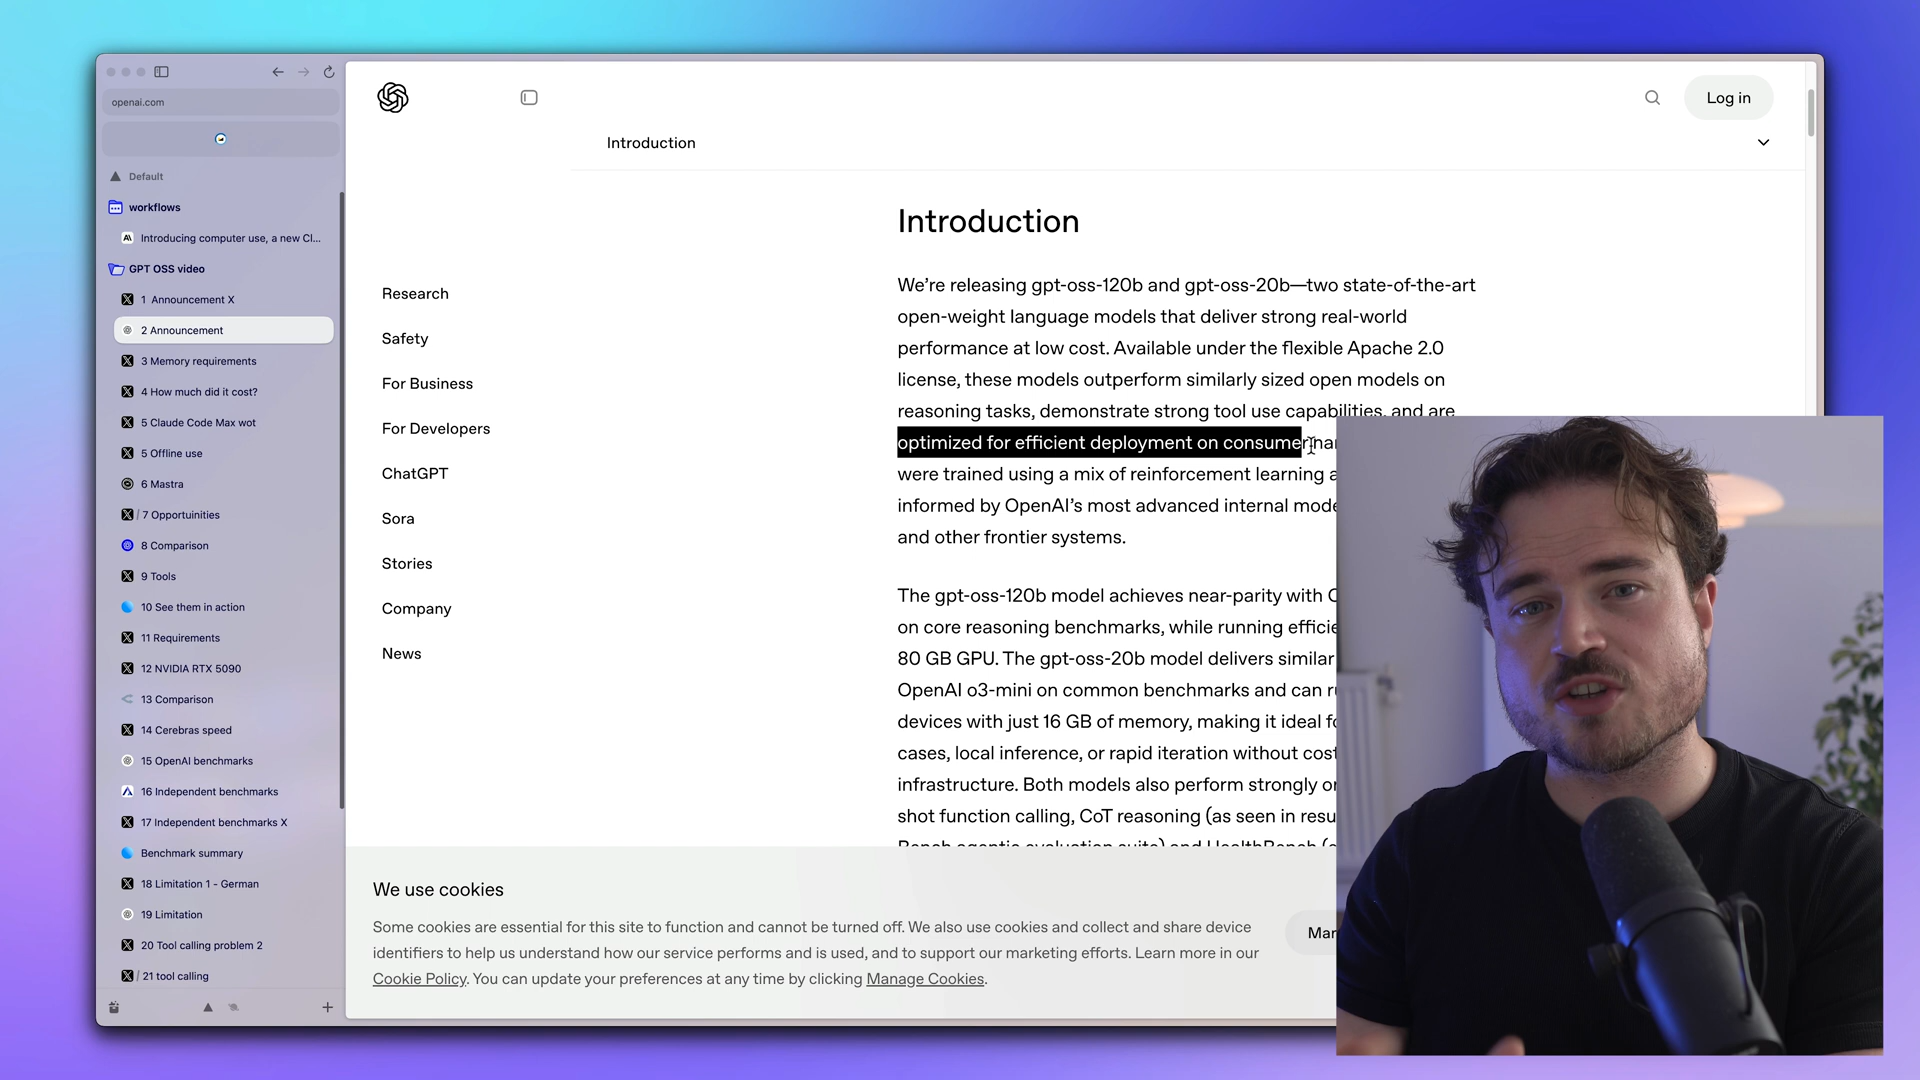 openai.com
Default
workflows
Introducing computer use, a new Cl...
GPT OSS video
1 Announcement X
2 Announcement
3 Memory requirements
4 How much did it cost?
5 Claude Code Max wot
5 Offline use
6 Mastra
/ 7 Opportuinities
8 Comparison
9 Tools
10 See them in action
11 Requirements
12 NVIDIA RTX 5090
13 Comparison
14 Cerebras speed
15 OpenAI benchmarks
16 Independent benchmarks
17 Independent benchmarks X
Benchmark summary
18 Limitation 1 - German
19 Limitation
20 Tool calling problem 2
/ 21 tool calling
Log in
Introduction
Research
Safety
For Business
For Developers
ChatGPT
Sora
Stories
Company
News
Introduction
We’re releasing gpt-oss-120b and gpt-oss-20b—two state-of-the-art
open-weight language models that deliver strong real-world
performance at low cost. Available under the flexible Apache 2.0
license, these models outperform similarly sized open models on
reasoning tasks, demonstrate strong tool use capabilities, and are
optimized for efficient deployment on consumer
were trained using a mix of reinforcement learning
informed by OpenAI’s most advanced internal
and other frontier systems.
The gpt-oss-120b model achieves near-parity with
on core reasoning benchmarks, while running
80 GB GPU. The gpt-oss-20b model delivers similar
OpenAI o3-mini on common benchmarks and can
devices with just 16 GB of memory, making it ideal
cases, local inference, or rapid iteration without
infrastructure. Both models also perform strongly
shot function calling, CoT reasoning (as seen in
Bench agentic evaluation suite) and HealthBench
We use cookies
Some cookies are essential for this site to function and cannot be turned off. We also use cookies and collect and share device
identifiers to help us understand how our service performs and is used, and to support our marketing efforts. Learn more in our
Cookie Policy. You can update your preferences at any time by clicking Manage Cookies.